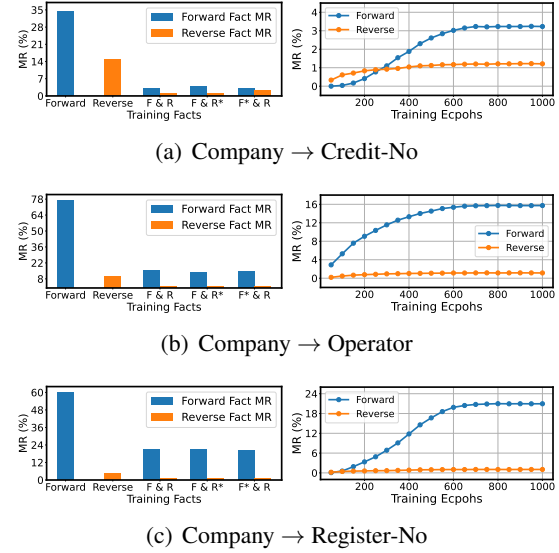 35
28
21
14
7
0
MR (%)
Forward Fact MR
Reverse Fact MR
Forward Reverse F & R F & R* F* & R
Training Facts
4
3
2
1
0
MR (%)
Forward
Reverse
200 400 600 800 1000
Training Ecpohs
(a) Company → Credit-No
78
64
50
36
22
8
MR (%)
Forward Fact MR
Reverse Fact MR
Forward Reverse F & R F & R* F* & R
Training Facts
16
12
8
4
0
MR (%)
Forward
Reverse
200 400 600 800 1000
Training Ecpohs
(b) Company → Operator
60
48
36
24
12
0
MR (%)
Forward Fact MR
Reverse Fact MR
Forward Reverse F & R F & R* F* & R
Training Facts
24
18
12
6
0
MR (%)
Forward
Reverse
200 400 600 800 1000
Training Ecpohs
(c) Company → Register-No